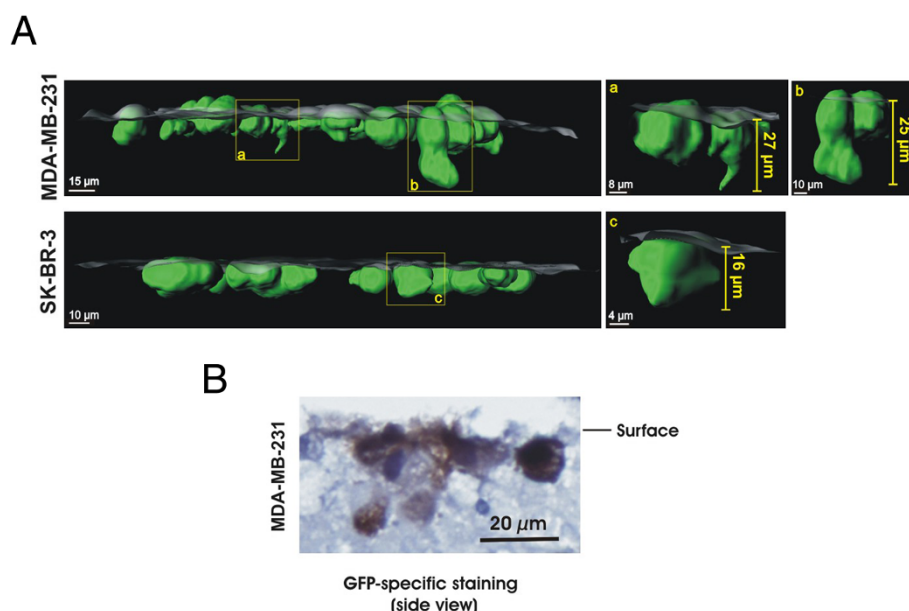 A
MDA-MB-231
a
b
15 µm
a
27 µm
8 µm
b
25 µm
10 µm
SK-BR-3
c
10 µm
c
16 µm
4 µm
B
MDA-MB-231
Surface
20 µm
GFP-specific staining
(side view)